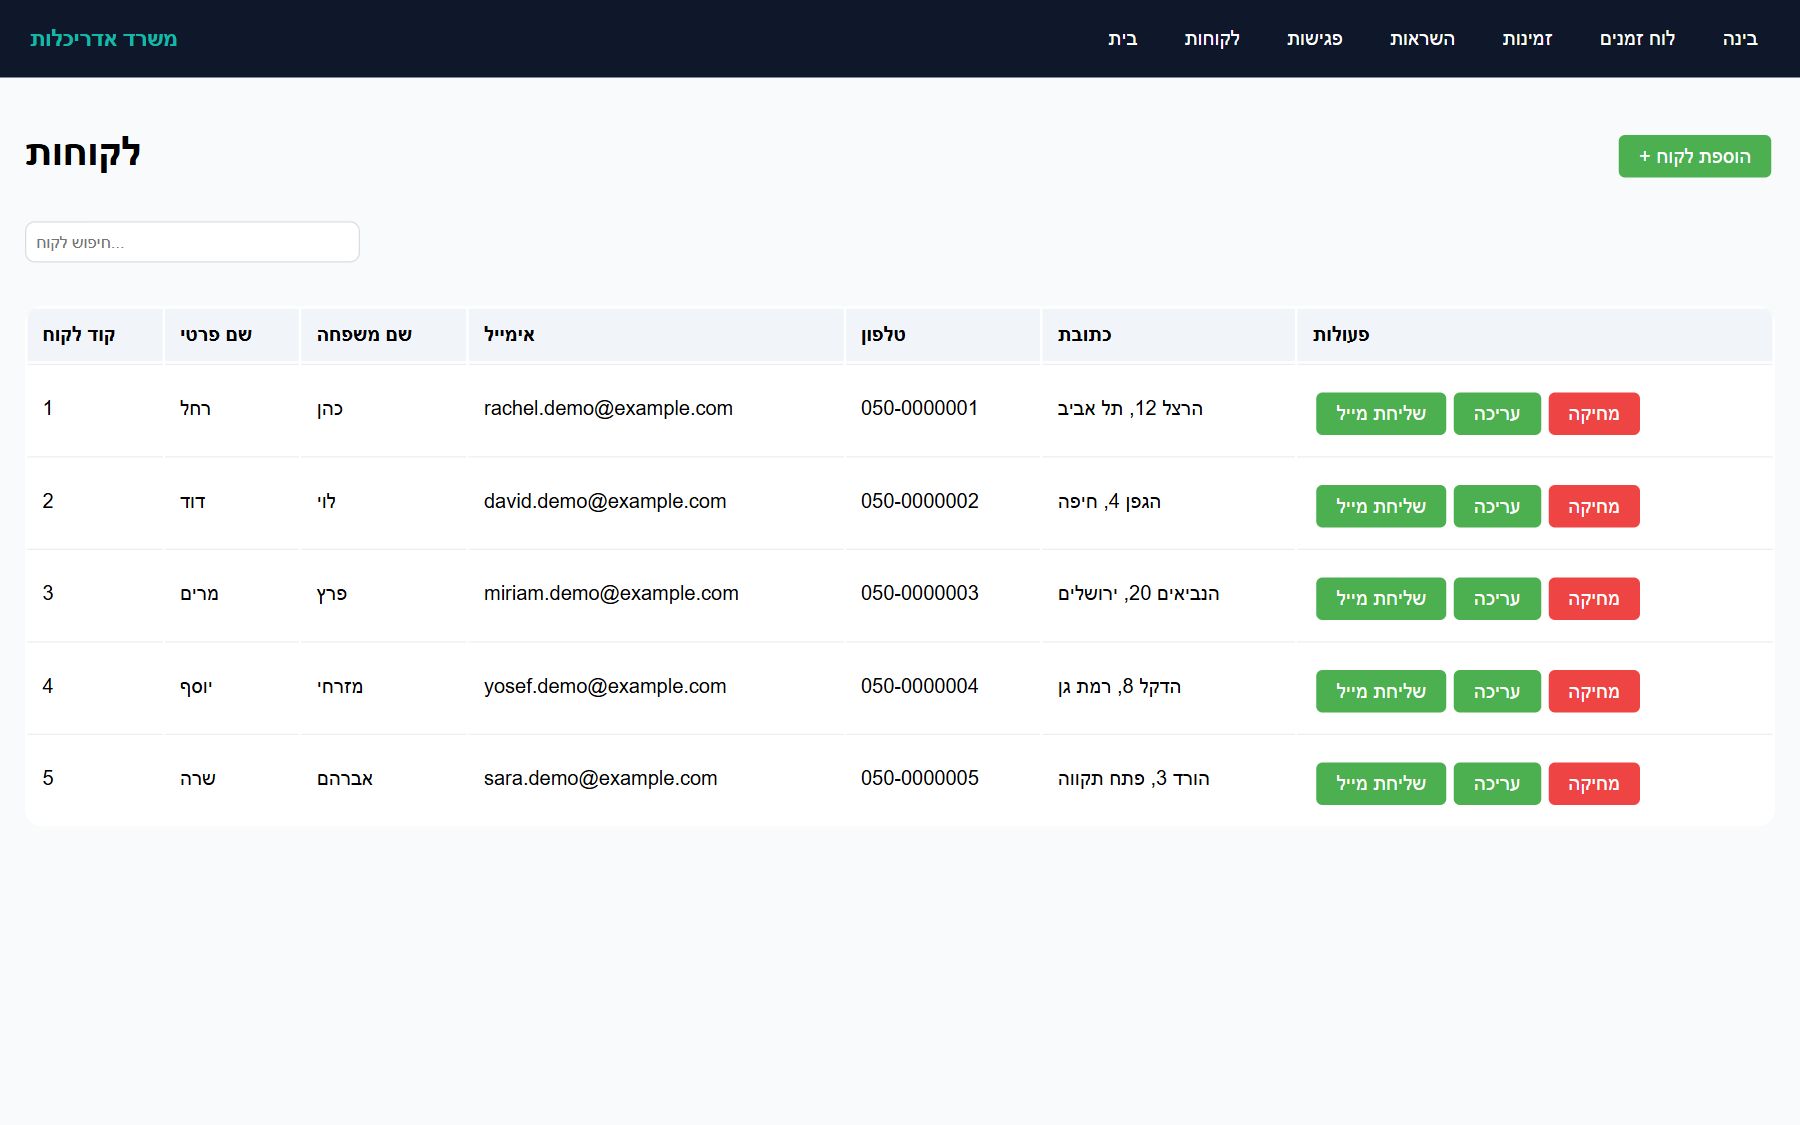 משרד אדריכלות
בית לקוחות פגישות השראות זמינות לוח זמנים בינה
לקוחות
הוספת לקוח +
חיפוש לקוח...
קוד לקוח שם פרטי שם משפחה אימייל טלפון כתובת פעולות
1 רחל כהן rachel.demo@example.com 050-0000001 הרצל 12, תל אביב שליחת מייל עריכה מחיקה
2 דוד לוי david.demo@example.com 050-0000002 הגפן 4, חיפה שליחת מייל עריכה מחיקה
3 מרים פרץ miriam.demo@example.com 050-0000003 הנביאים 20, ירושלים שליחת מייל עריכה מחיקה
4 יוסף מזרחי yosef.demo@example.com 050-0000004 הדקל 8, רמת גן שליחת מייל עריכה מחיקה
5 שרה אברהם sara.demo@example.com 050-0000005 הורד 3, פתח תקווה שליחת מייל עריכה מחיקה